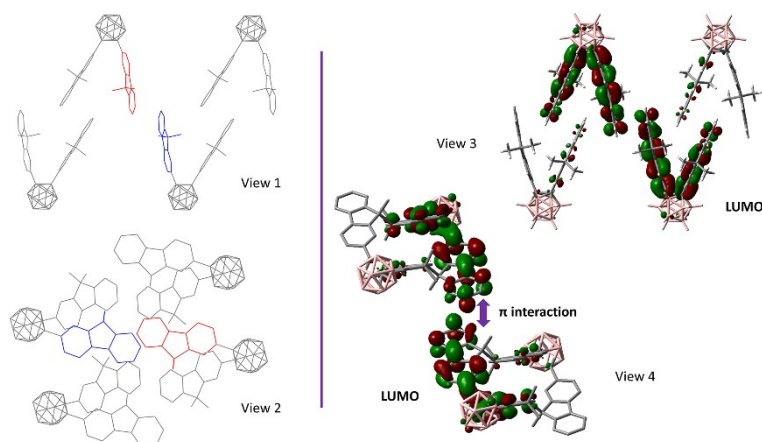 View 1
View 2
View 3
LUMO
π interaction
LUMO
View 4